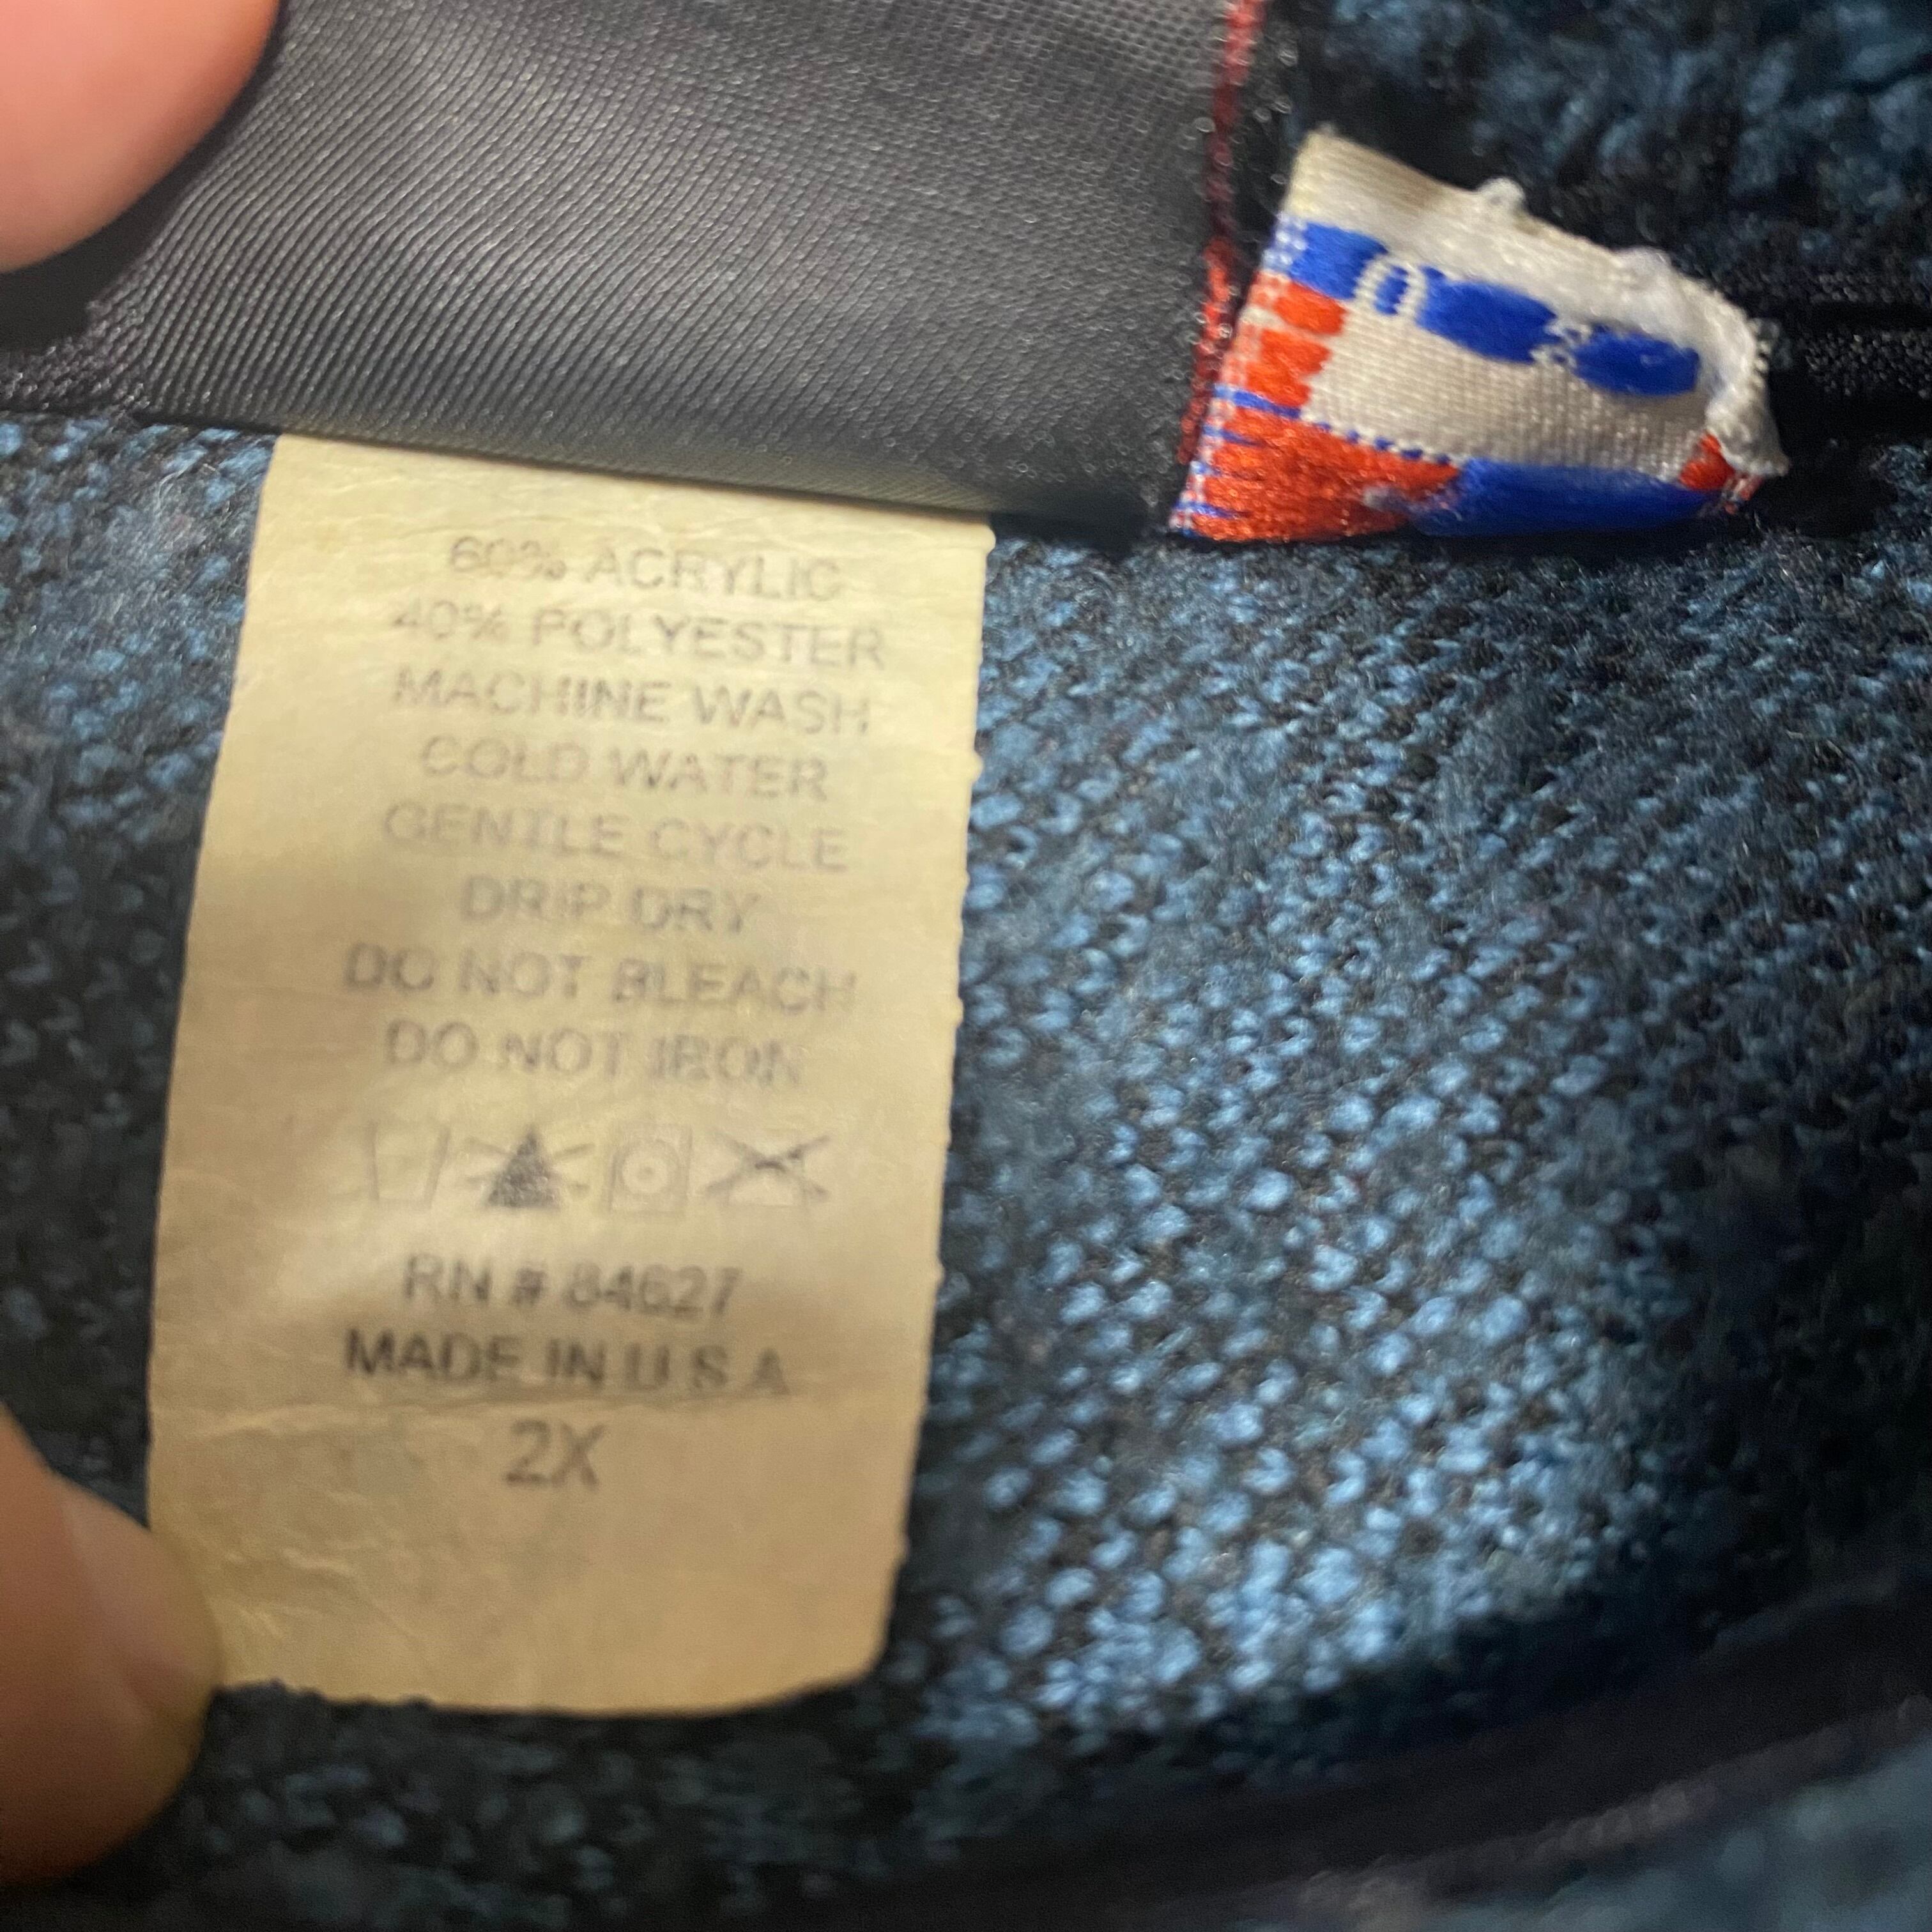 60% ACRYLIC
40% POLYESTER
MACHINE WASH
COLD WATER
GENTLE CYCLE
DRIP DRY
DO NOT BLEACH
DO NOT IRON
RN # 84627
MADE IN U S A
2X